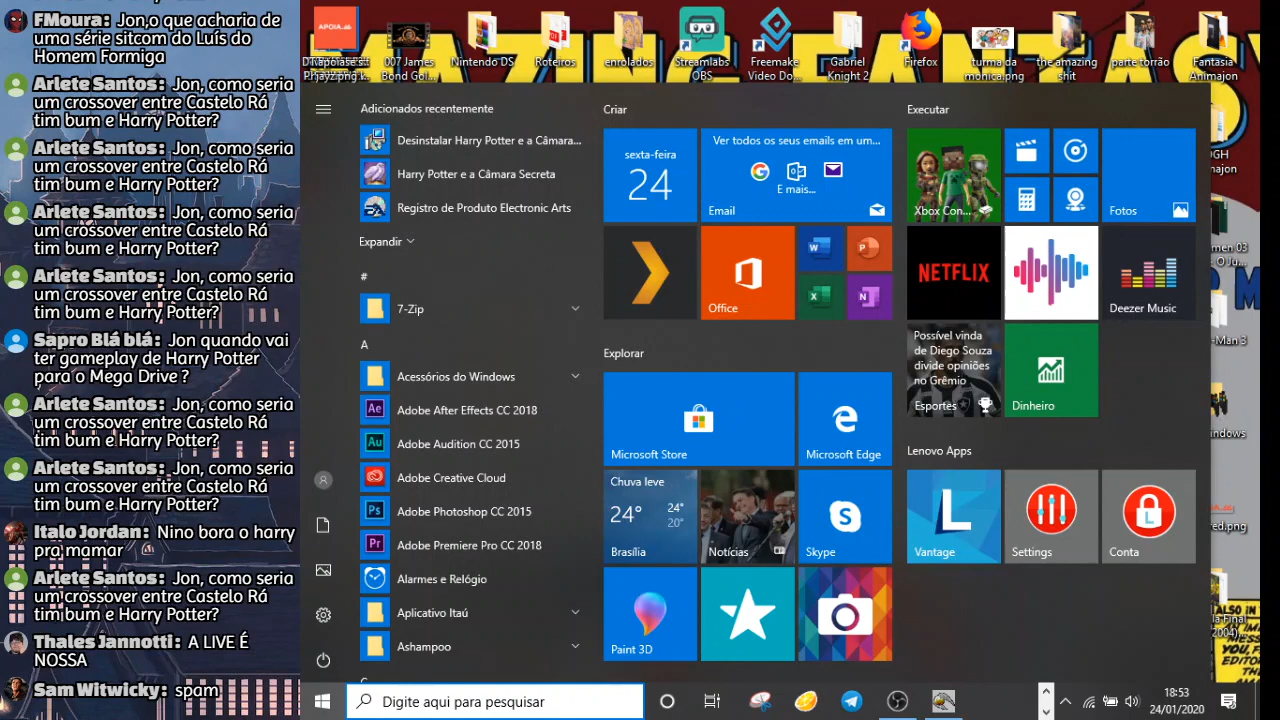 FMoura: Jon,o que acharia de
uma série sitcom do Luís do
Homem Formiga
Arlete Santos: Jon, como seria
um crossover entre Castelo Rá
tim bum e Harry Potter?
Arlete Santos: Jon, como seria
um crossover entre Castelo Rá
tim bum e Harry Potter?
Arlete Santos: Jon, como seria
um crossover entre Castelo Rá
tim bum e Harry Potter?
Arlete Santos: Jon, como seria
um crossover entre Castelo Rá
tim bum e Harry Potter?
Sapro Blá blá: Jon quando vai
ter gameplay de Harry Potter
para o Mega Drive ?
Arlete Santos: Jon, como seria
um crossover entre Castelo Rá
tim bum e Harry Potter?
Arlete Santos: Jon, como seria
um crossover entre Castelo Rá
tim bum e Harry Potter?
Italo Jordan: Nino bora o harry
pra mamar
Arlete Santos: Jon, como seria
um crossover entre Castelo Rá
tim bum e Harry Potter?
Thales Jannotti: A LIVE É
NOSSA
Sam Witwicky: spam
APOIA.se
007 James
Bond Gol...
Nintendo DS
Roteiros
enrolados
Streamlabs
OBS
Freemake
Video Do...
Gabriel
Knight 2
Firefox
turma da
monica.png
the amazing
shit
parte torrão
Fantasia
Animajon
Adicionados recentemente
Desinstalar Harry Potter e a Câmara...
Harry Potter e a Câmara Secreta
Registro de Produto Electronic Arts
Expandir
#
7-Zip
A
Acessórios do Windows
Adobe After Effects CC 2018
Adobe Audition CC 2015
Adobe Creative Cloud
Adobe Photoshop CC 2015
Adobe Premiere Pro CC 2018
Alarmes e Relógio
Aplicativo Itaú
Ashampoo
Criar
sexta-feira
24
Ver todos os seus emails em um...
E mais...
Email
Office
Explorar
Microsoft Store
Microsoft Edge
Chuva leve
24° 24°
20°
Brasília
Notícias
Skype
Paint 3D
Executar
Xbox Con...
Fotos
NETFLIX
Deezer Music
Possível vinda
de Diego Souza
divide opiniões
no Grêmio
Esportes
Dinheiro
Lenovo Apps
Vantage
Settings
Conta
Digite aqui para pesquisar
18:53
24/01/2020